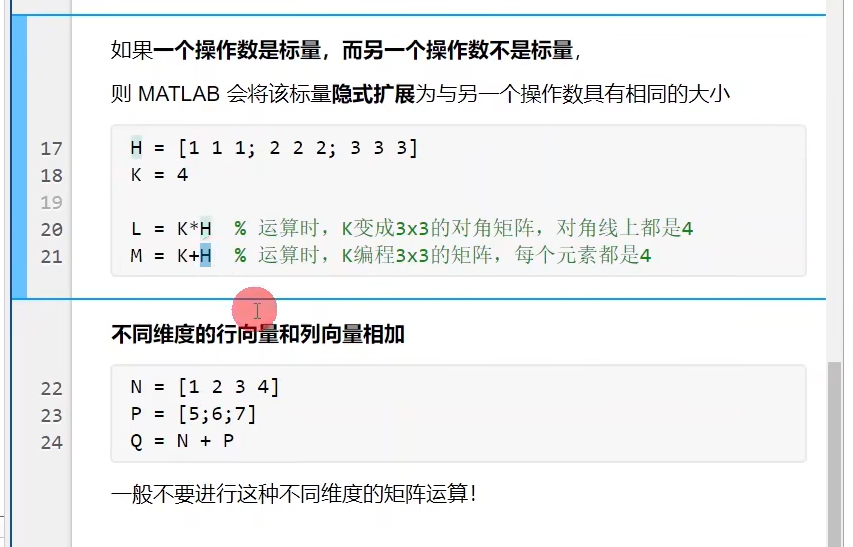 如果一个操作数是标量，而另一个操作数不是标量，
则 MATLAB 会将该标量隐式扩展为与另一个操作数具有相同的大小
17 H = [1 1 1; 2 2 2; 3 3 3]
18 K = 4
19
20 L = K*H % 运算时，K变成3x3的对角矩阵，对角线上都是4
21 M = K+H % 运算时，K编程3x3的矩阵，每个元素都是4
不同维度的行向量和列向量相加
22 N = [1 2 3 4]
23 P = [5;6;7]
24 Q = N + P
一般不要进行这种不同维度的矩阵运算！